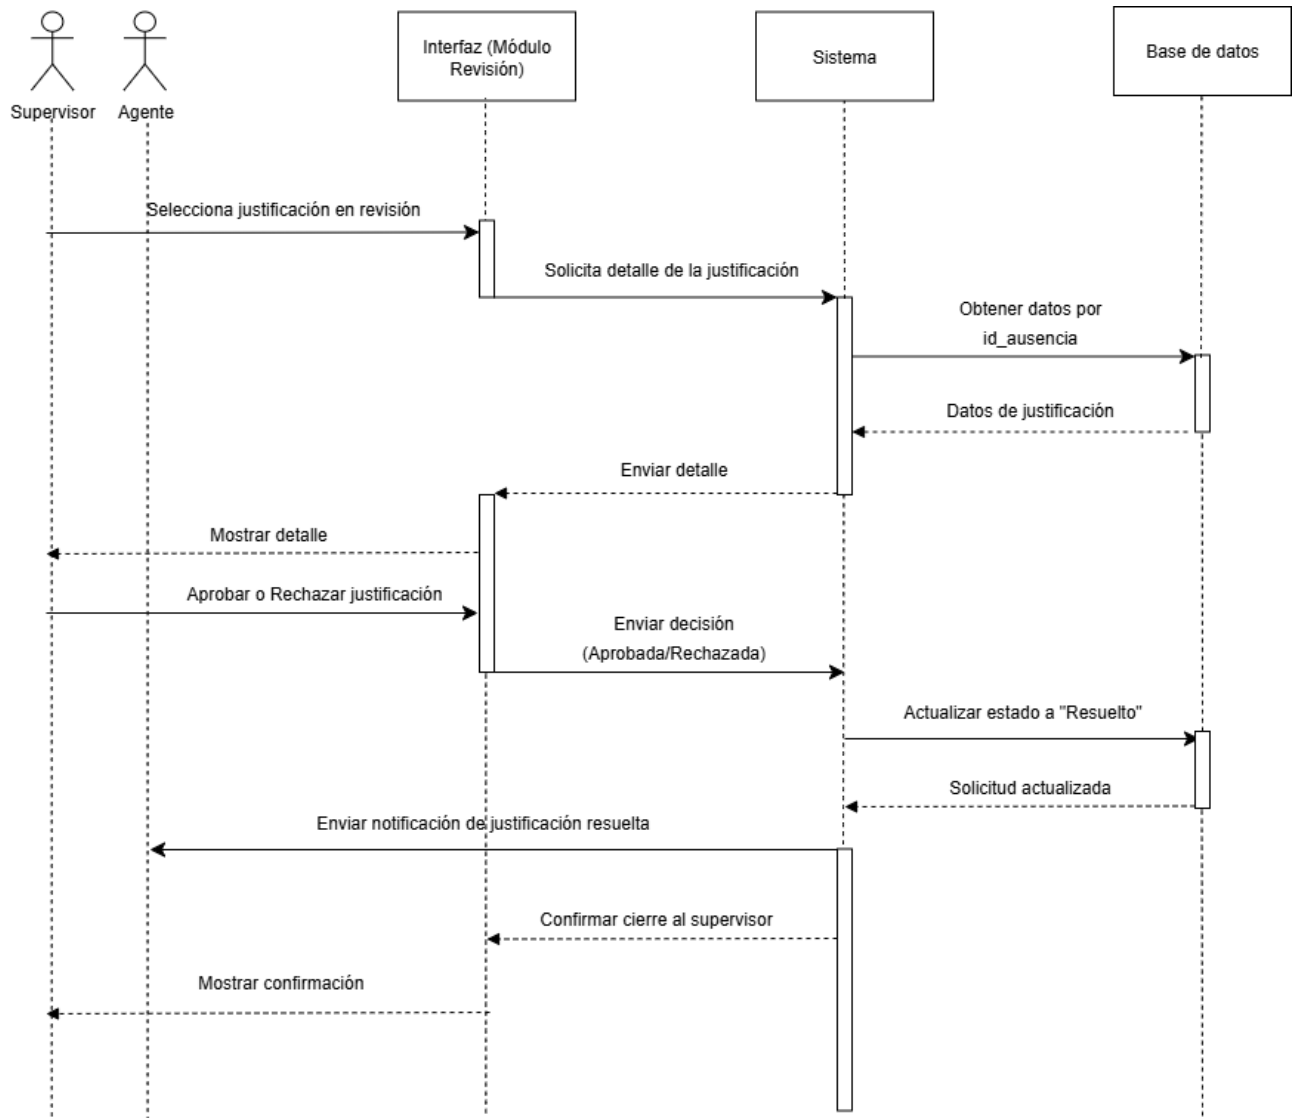 Supervisor
Agente
Interfaz (Módulo
Revisión)
Sistema
Base de datos
Selecciona justificación en revisión
Solicita detalle de la justificación
Obtener datos por
id_ausencia
Datos de justificación
Enviar detalle
Mostrar detalle
Aprobar o Rechazar justificación
Enviar decisión
(Aprobada/Rechazada)
Actualizar estado a "Resuelto"
Solicitud actualizada
Enviar notificación de justificación resuelta
Confirmar cierre al supervisor
Mostrar confirmación